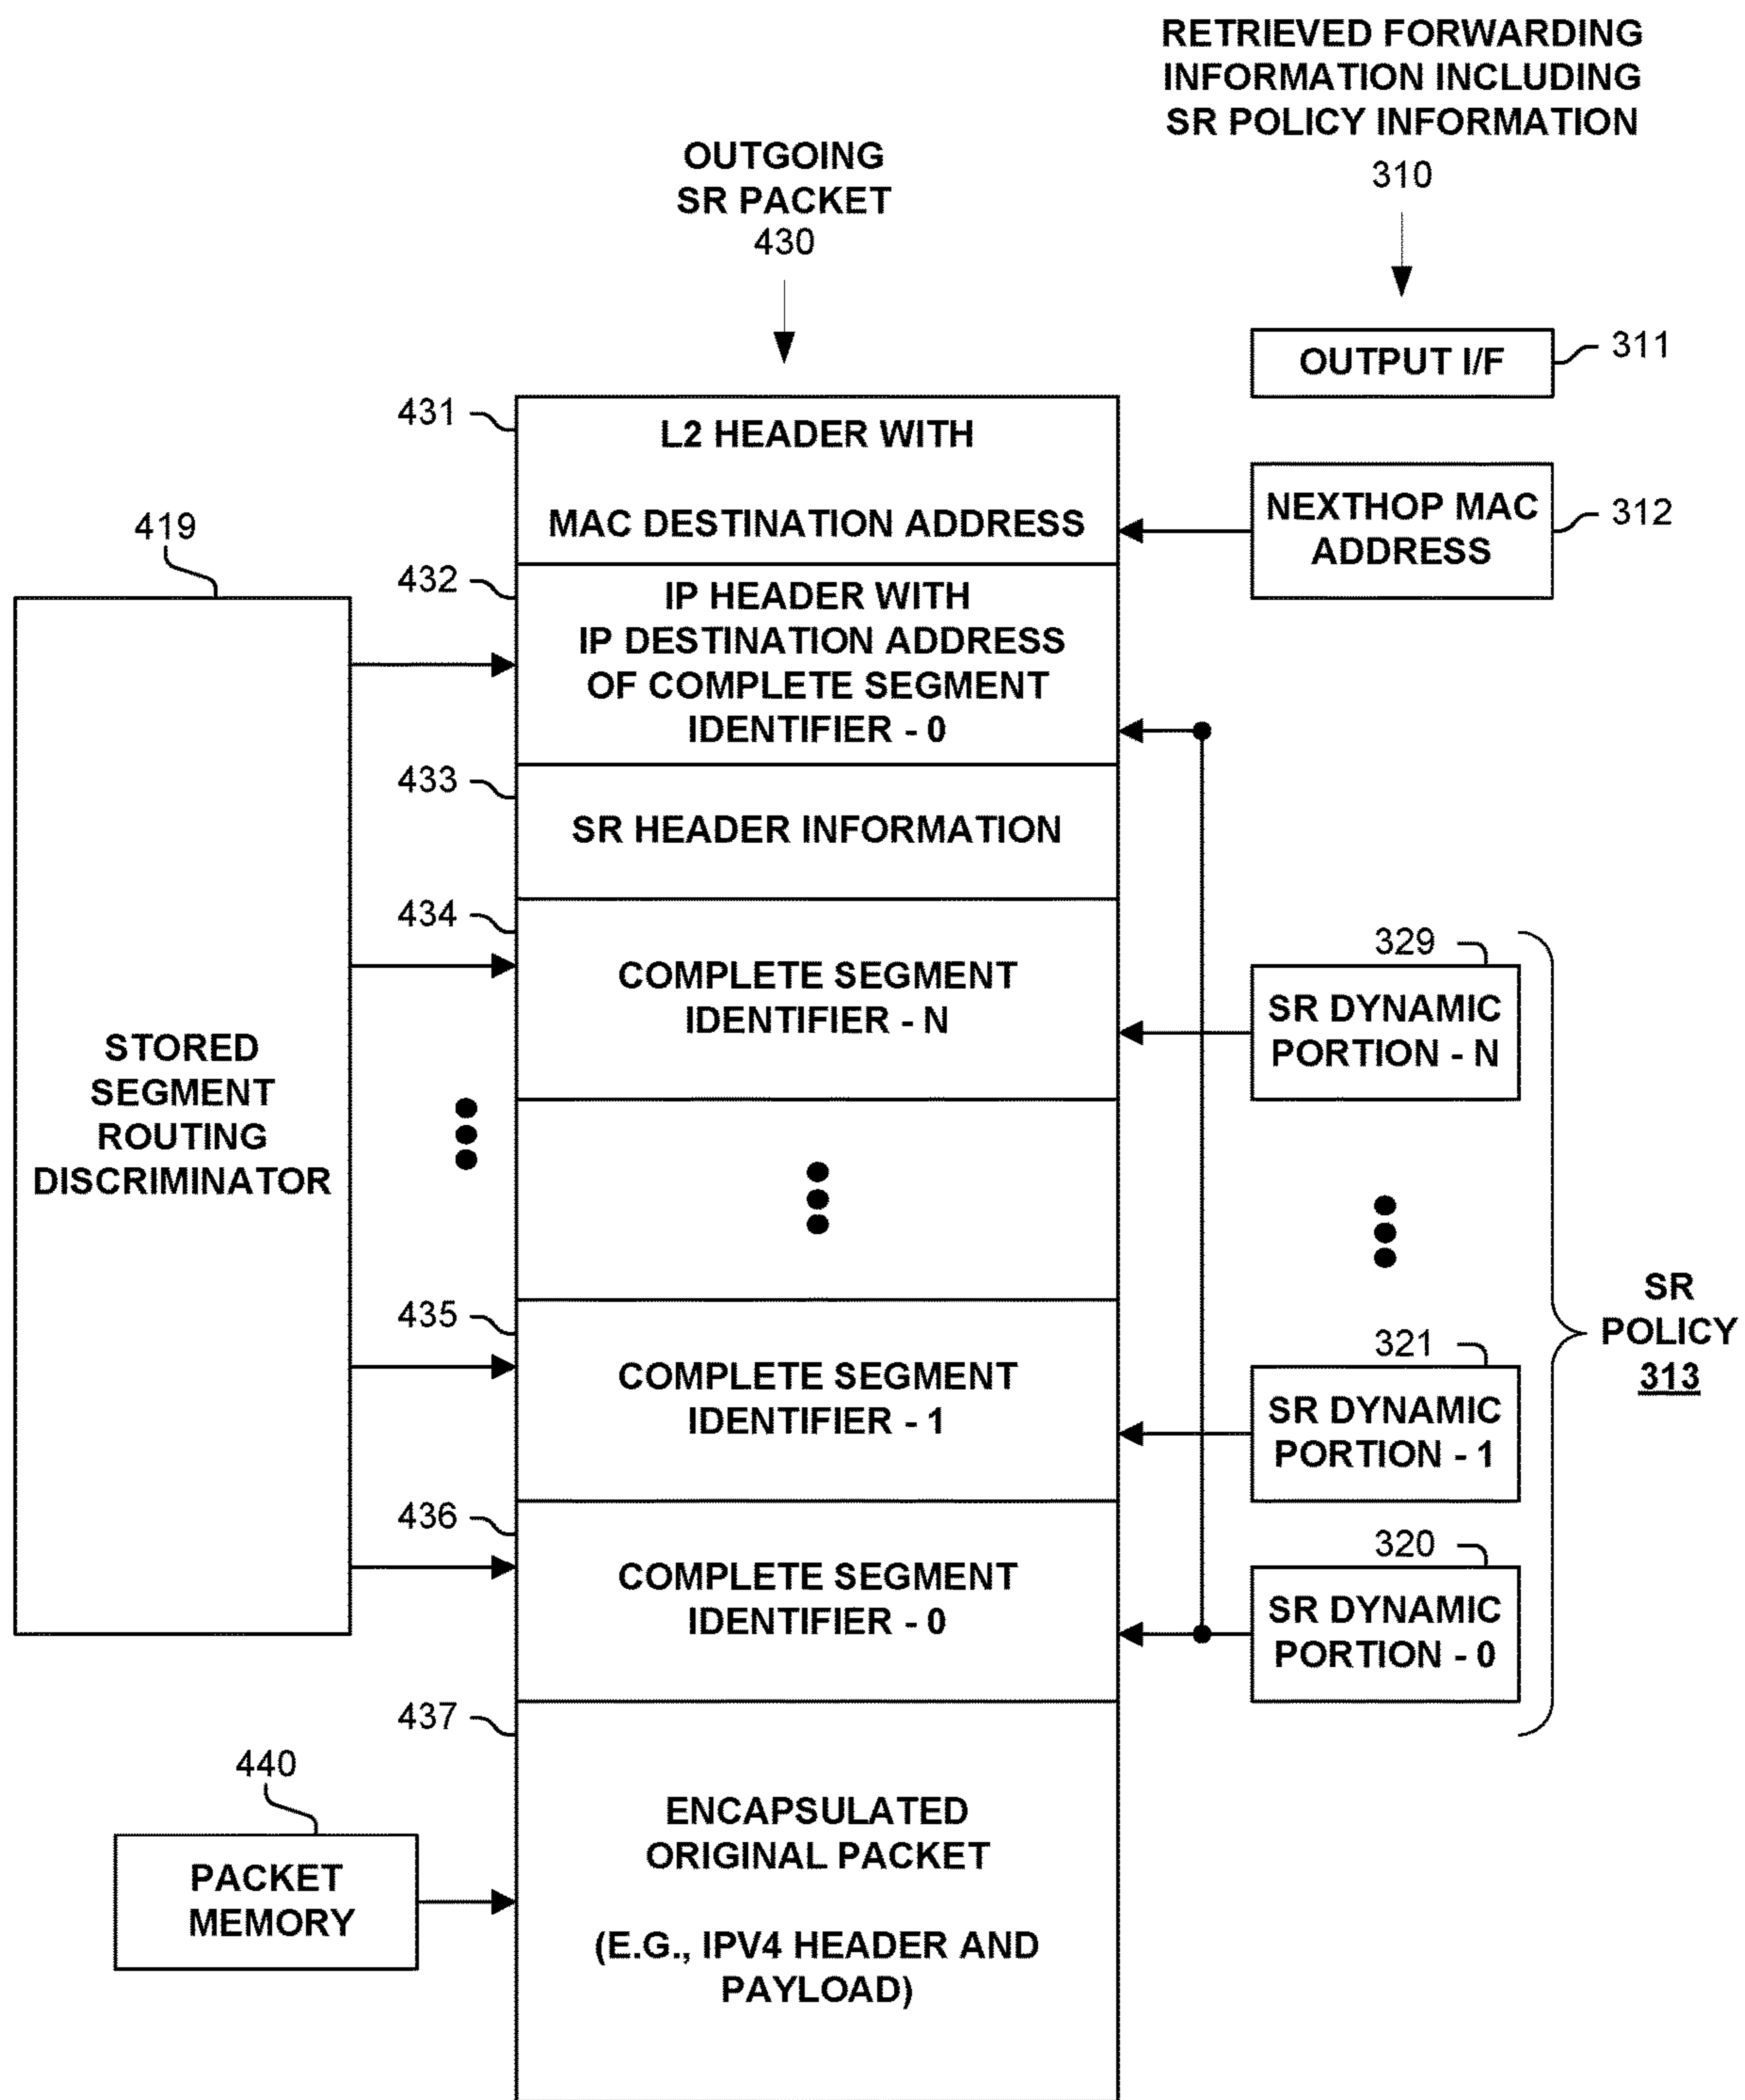 RETRIEVED FORWARDING
INFORMATION INCLUDING
SR POLICY INFORMATION
310
OUTGOING
SR PACKET
430
OUTPUT I/F
311
431
L2 HEADER WITH
MAC DESTINATION ADDRESS
NEXTHOP MAC
ADDRESS
312
419
432
IP HEADER WITH
IP DESTINATION ADDRESS
OF COMPLETE SEGMENT
IDENTIFIER - 0
433
SR HEADER INFORMATION
434
COMPLETE SEGMENT
IDENTIFIER - N
329
SR DYNAMIC
PORTION - N
STORED
SEGMENT
ROUTING
DISCRIMINATOR
SR
POLICY
313
435
COMPLETE SEGMENT
IDENTIFIER - 1
321
SR DYNAMIC
PORTION - 1
436
COMPLETE SEGMENT
IDENTIFIER - 0
320
SR DYNAMIC
PORTION - 0
437
ENCAPSULATED
ORIGINAL PACKET
(E.G., IPV4 HEADER AND
PAYLOAD)
440
PACKET
MEMORY